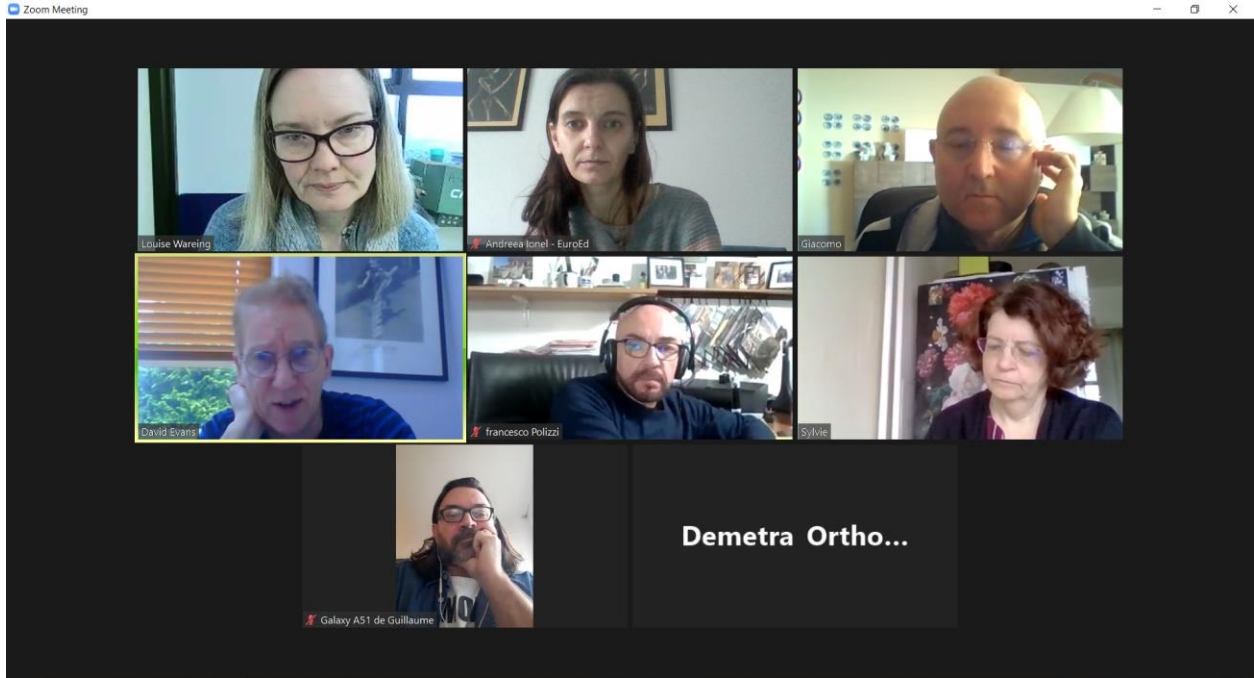 Zoom Meeting
Louise Wareing
Andreea Ionel - EuroEd
Giacomo
David Evans
francesco Polizzi
Sylvie
Galaxy A51 de Guillaume
Demetra Ortho...